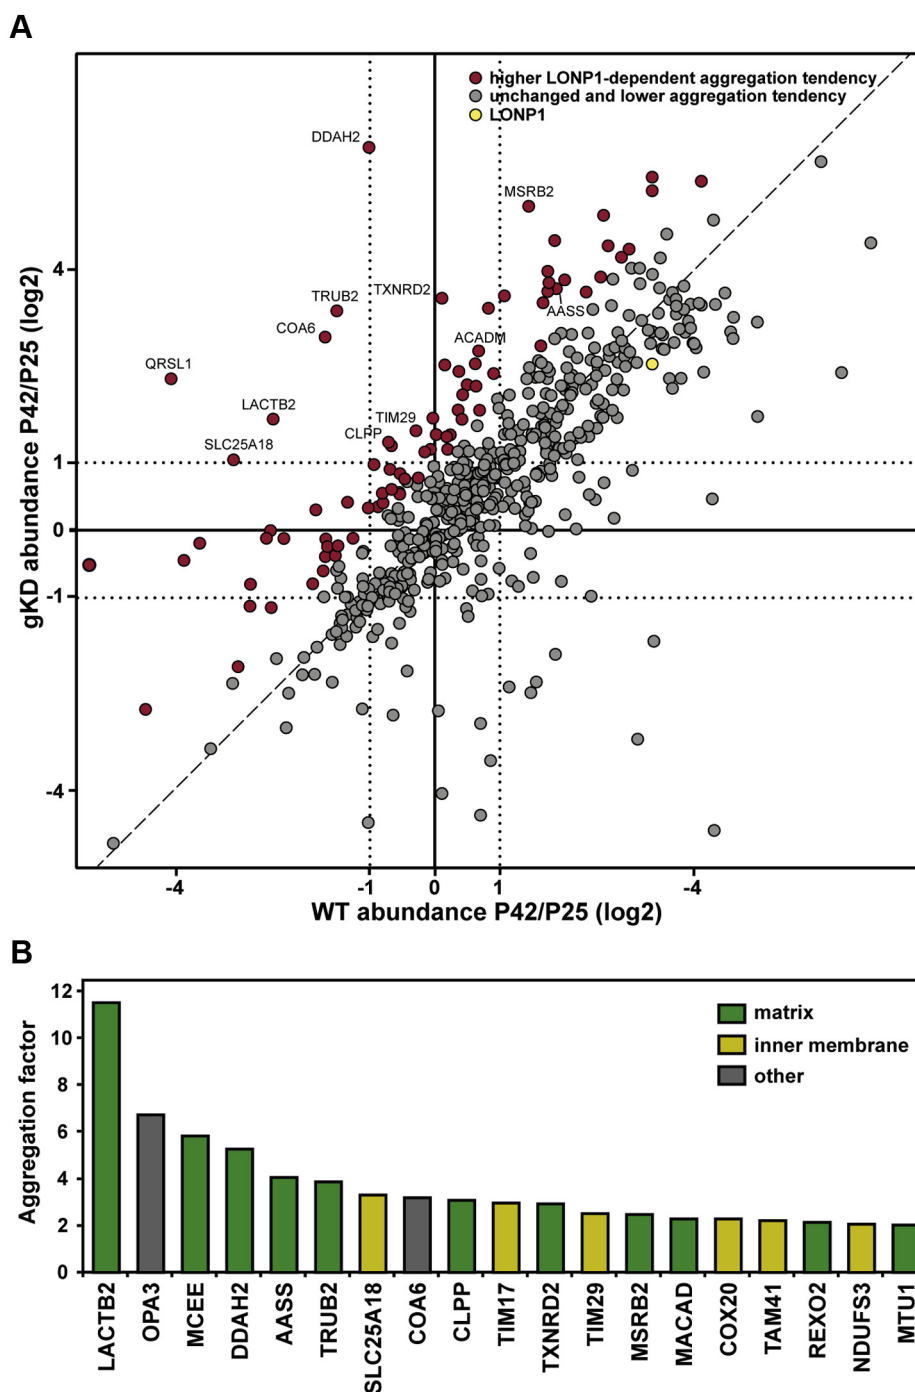 A
higher LONP1-dependent aggregation tendency
unchanged and lower aggregation tendency
LONP1
DDAH2
MSRB2
TXNRD2
TRUB2
AASS
COA6
ACADM
QRSL1
LACTB2
TIM29
CLPP
SLC25A18
gKD abundance P42/P25 (log2)
4
1
0
-1
-4
-4
-1
0
1
-4
WT abundance P42/P25 (log2)
B
Aggregation factor
12
10
8
6
4
2
0
matrix
inner membrane
other
LACTB2
OPA3
MCEE
DDAH2
AASS
TRUB2
SLC25A18
COA6
CLPP
TIM17
TXNRD2
TIM29
MSRB2
MACAD
COX20
TAM41
REXO2
NDUFS3
MTU1